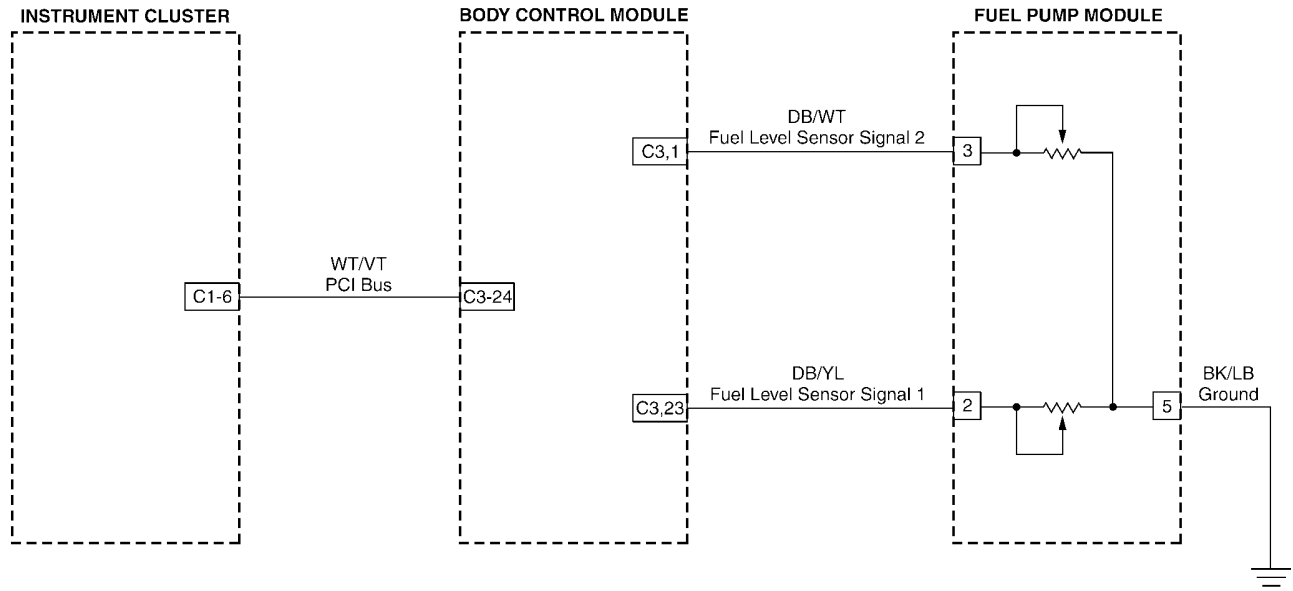 INSTRUMENT CLUSTER
BODY CONTROL MODULE
FUEL PUMP MODULE
DB/WT
Fuel Level Sensor Signal 2
C3,1
3
WT/VT
PCI Bus
C1-6
C3-24
DB/YL
Fuel Level Sensor Signal 1
C3,23
2
5
BK/LB
Ground